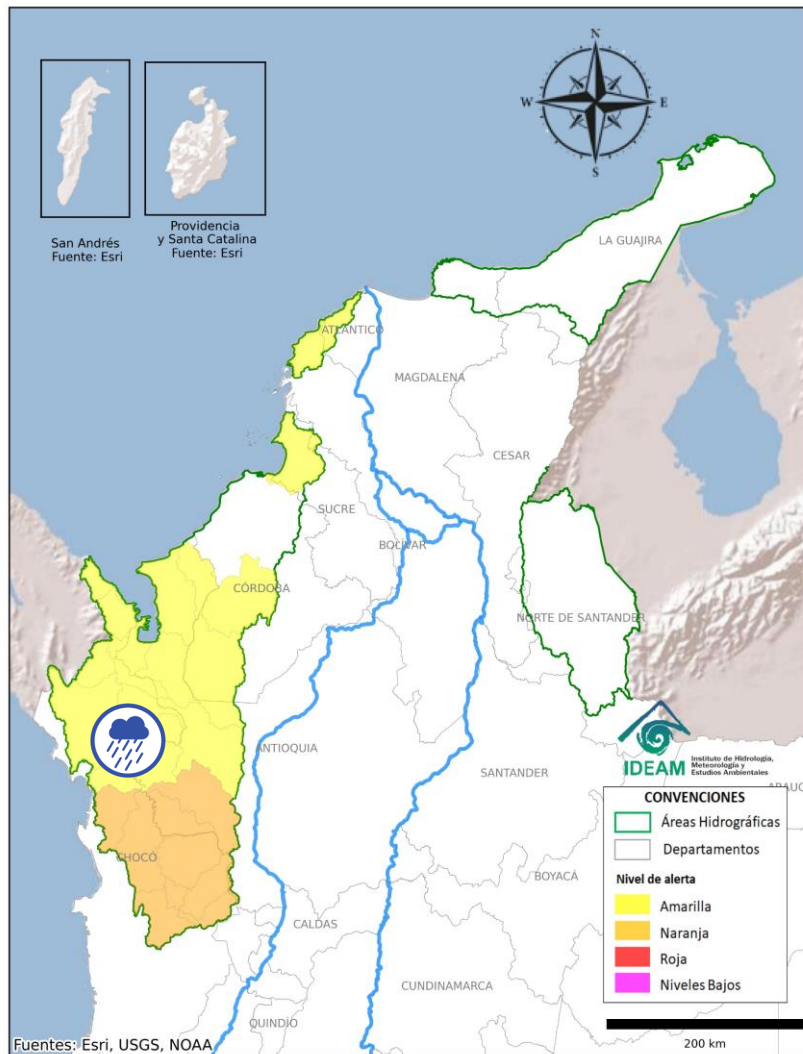 N
W
E
S
San Andrés
Fuente: Esri
Providencia
y Santa Catalina
Fuente: Esri
LA GUAJIRA
ATLÁNTICO
MAGDALENA
CESAR
SUCRE
BOLÍVAR
CÓRDOBA
NORTE DE SANTANDER
ANTIOQUIA
SANTANDER
IDEAM
Instituto de Hidrología,
Meteorología y
Estudios Ambientales
ARAUC
CONVENCIONES
Áreas Hidrográficas
Departamentos
Nivel de alerta
Amarilla
Naranja
Roja
Niveles Bajos
CHOCÓ
BOYACÁ
CALDAS
CUNDINAMARCA
QUINDÍO
Fuentes: Esri, USGS, NOAA
200 km